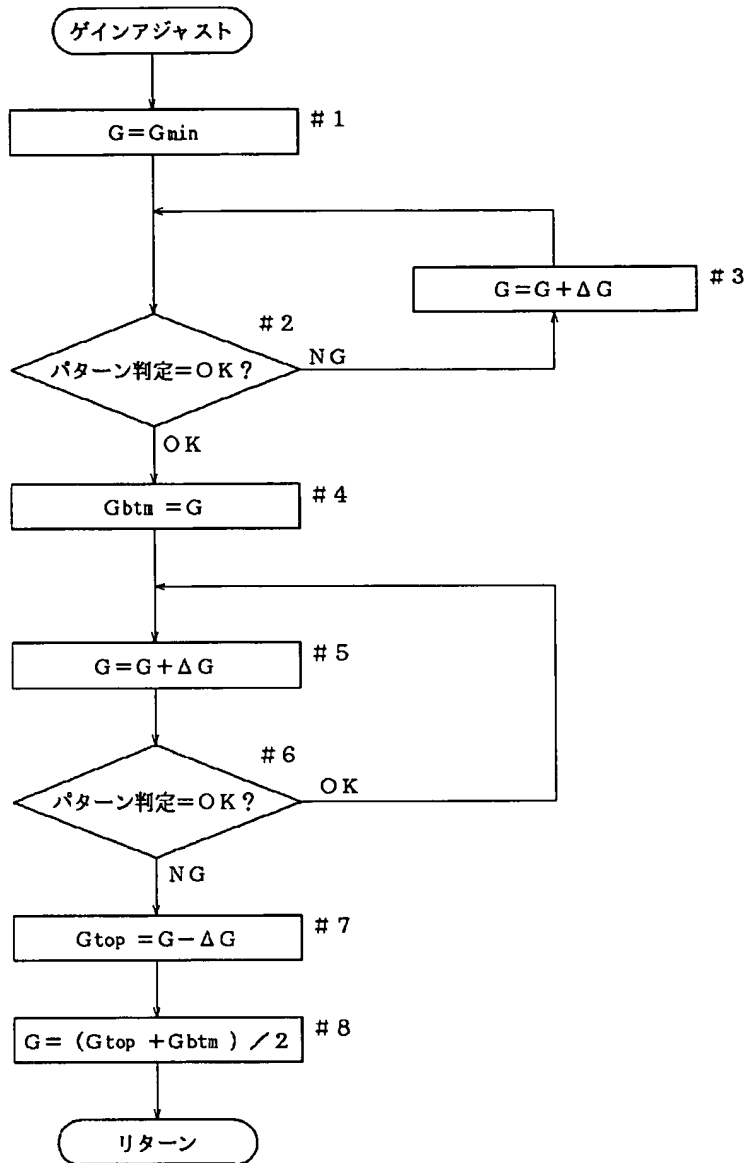 ゲインアジャスト
G=Gmin
#1
G=G+ΔG
#3
#2
パターン判定=OK?
NG
OK
Gbtm =G
#4
G=G+ΔG
#5
#6
パターン判定=OK?
OK
NG
Gtop =G-ΔG
#7
G=(Gtop +Gbtm )/2
#8
リターン